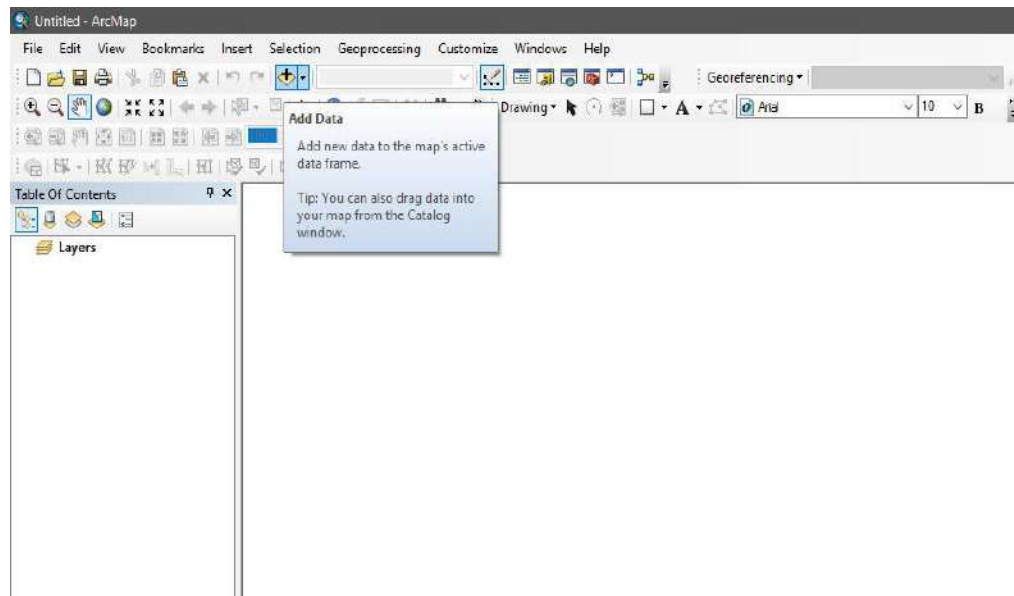 Untitled - ArcMap
File Edit View Bookmarks Insert Selection Geoprocessing Customize Windows Help
Georeferencing
Drawing A Arial 10 B
Add Data
Add new data to the map's active
data frame.
Tip: You can also drag data into
your map from the Catalog
window.
Table Of Contents
Layers